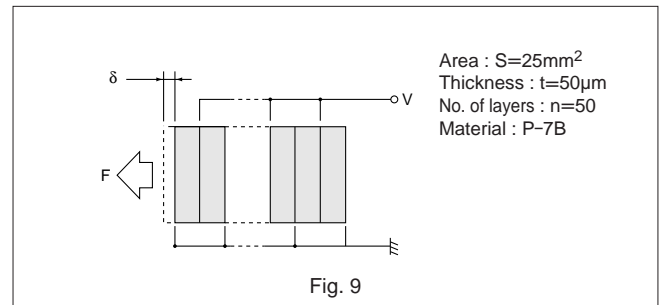 Area : S=25mm²
Thickness : t=50μm
No. of layers : n=50
Material : P−7B
δ
V
F
Fig. 9